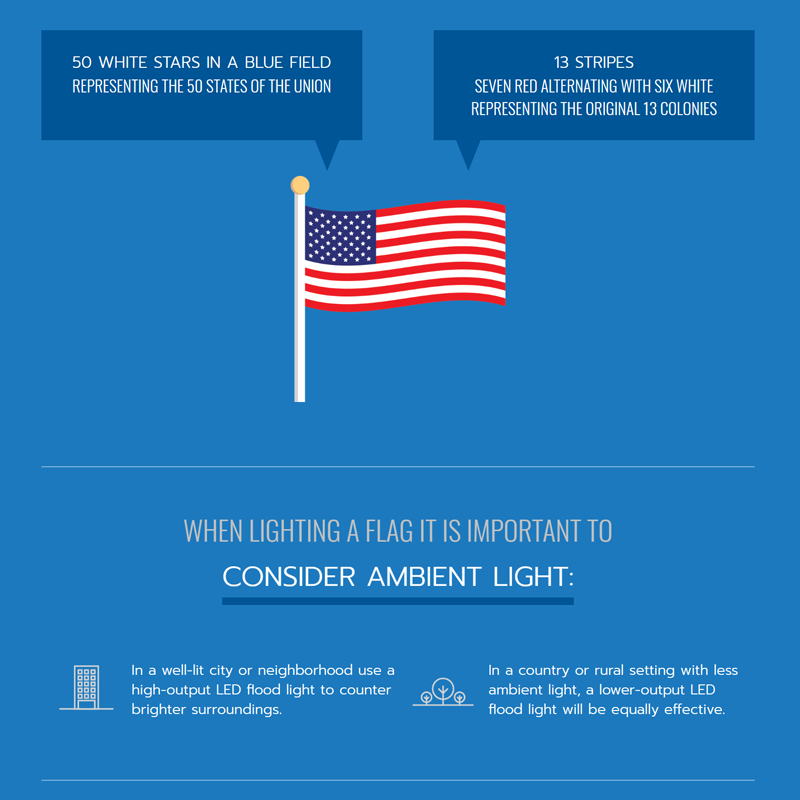 50 WHITE STARS IN A BLUE FIELD
REPRESENTING THE 50 STATES OF THE UNION
13 STRIPES
SEVEN RED ALTERNATING WITH SIX WHITE
REPRESENTING THE ORIGINAL 13 COLONIES
WHEN LIGHTING A FLAG IT IS IMPORTANT TO
CONSIDER AMBIENT LIGHT:
In a well-lit city or neighborhood use a
high-output LED flood light to counter
brighter surroundings.
In a country or rural setting with less
ambient light, a lower-output LED
flood light will be equally effective.